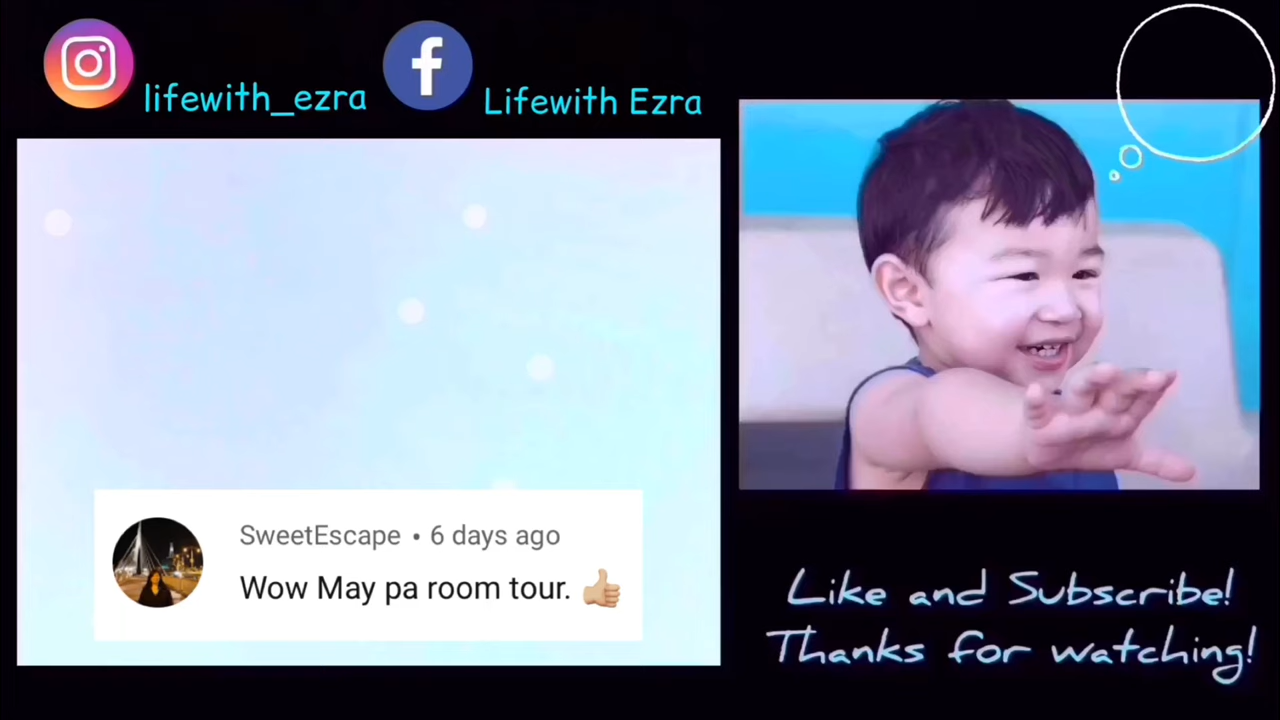 lifewith_ezra
Lifewith Ezra
SweetEscape • 6 days ago
Wow May pa room tour. 👍🏼
Like and Subscribe!
Thanks for watching!